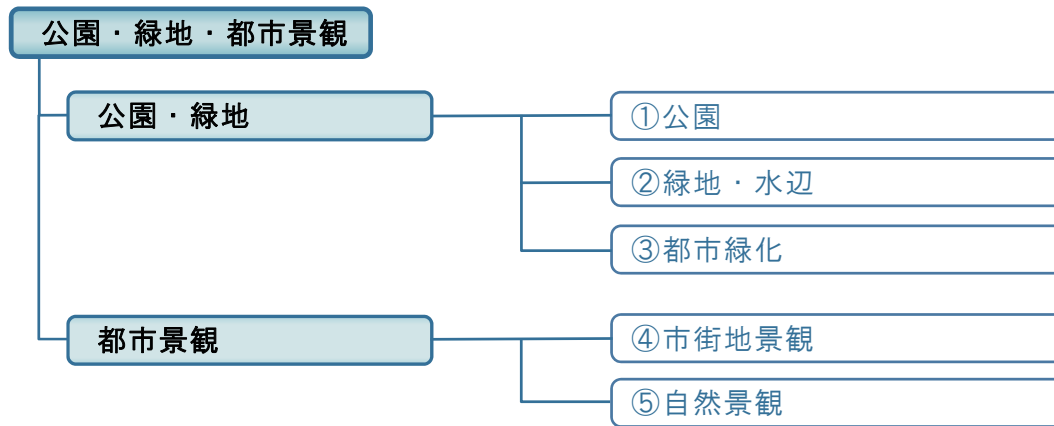 公園・緑地・都市景観
公園・緑地
①公園
②緑地・水辺
③都市緑化
都市景観
④市街地景観
⑤自然景観